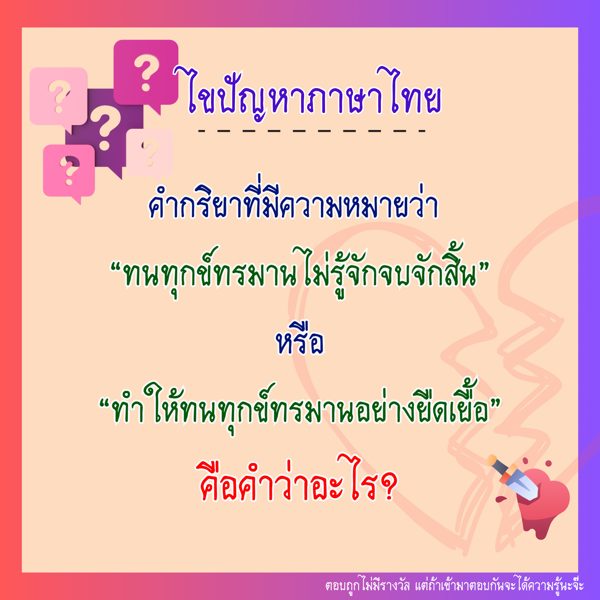 ไขปัญหาภาษาไทย
คำกริยาที่มีความหมายว่า
“ทนทุกข์ทรมานไม่รู้จักจบจักสิ้น”
หรือ
“ทำให้ทนทุกข์ทรมานอย่างยืดเยื้อ”
คือคำว่าอะไร?
ตอบถูกไม่มีรางวัล แต่ถ้าเข้ามาตอบกันจะได้ความรู้นะจ๊ะ